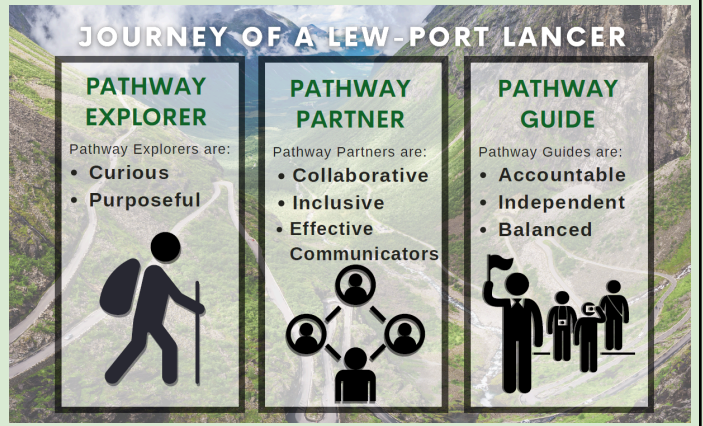 JOURNEY OF A LEW-PORT LANCER
PATHWAY
EXPLORER
Pathway Explorers are:
• Curious
• Purposeful
PATHWAY
PARTNER
Pathway Partners are:
• Collaborative
• Inclusive
• Effective
Communicators
PATHWAY
GUIDE
Pathway Guides are:
• Accountable
• Independent
• Balanced